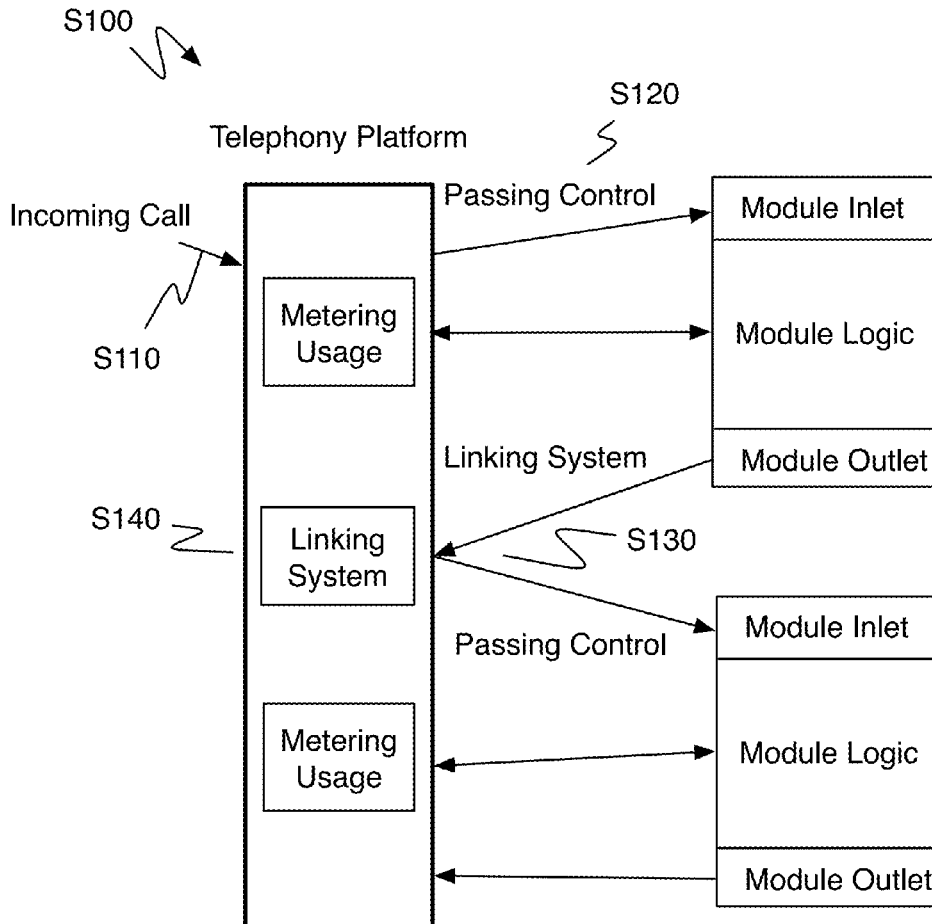 S100
S120
Telephony Platform
Incoming Call
Passing Control
Module Inlet
Metering
Usage
Module Logic
S110
Linking System
Module Outlet
S140
Linking
System
S130
Module Inlet
Passing Control
Metering
Usage
Module Logic
Module Outlet